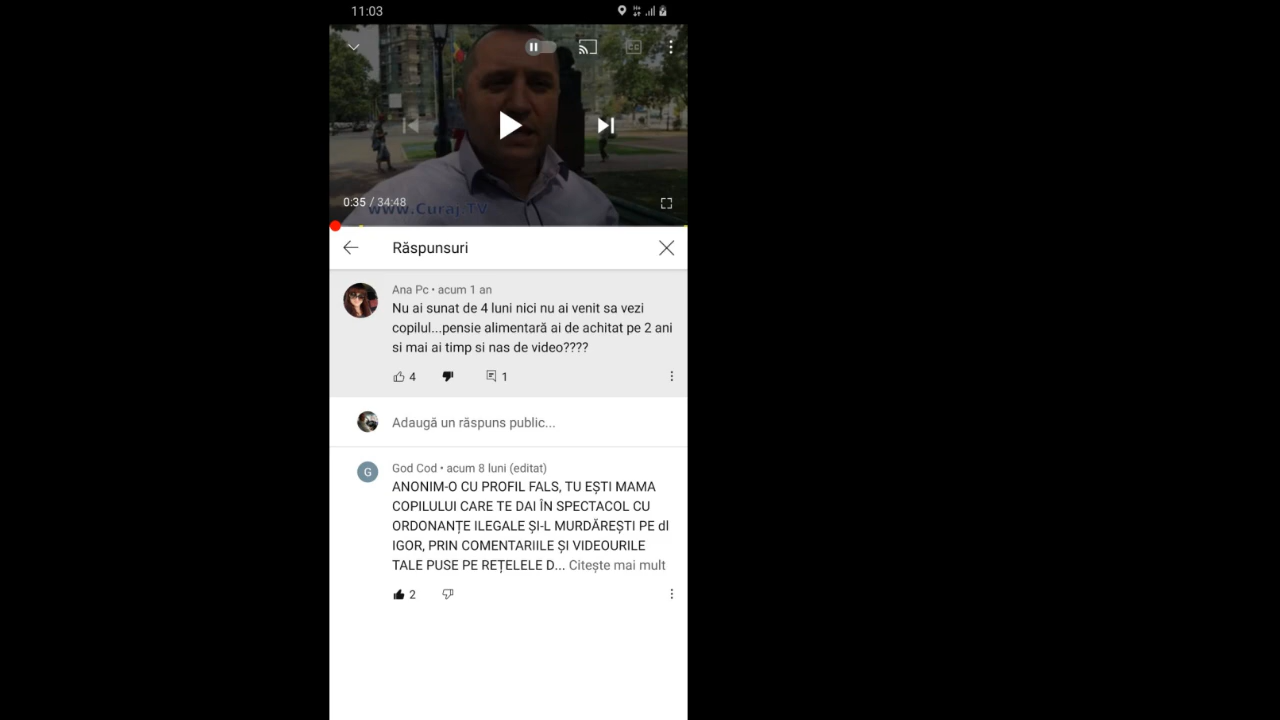 11:03
0:35 / 34:48
www.Curaj.TV
Răspunsuri
Ana Pc • acum 1 an
Nu ai sunat de 4 luni nici nu ai venit sa vezi
copilul...pensie alimentară ai de achitat pe 2 ani
si mai ai timp si nas de video????
4
1
Adaugă un răspuns public...
G
God Cod • acum 8 luni (editat)
ANONIM-O CU PROFIL FALS, TU EȘTI MAMA
COPILULUI CARE TE DAI ÎN SPECTACOL CU
ORDONANȚE ILEGALE ȘI-L MURDĂREȘTI PE dl
IGOR, PRIN COMENTARIILE ȘI VIDEOURILE
TALE PUSE PE REȚELELE D... Citește mai mult
2